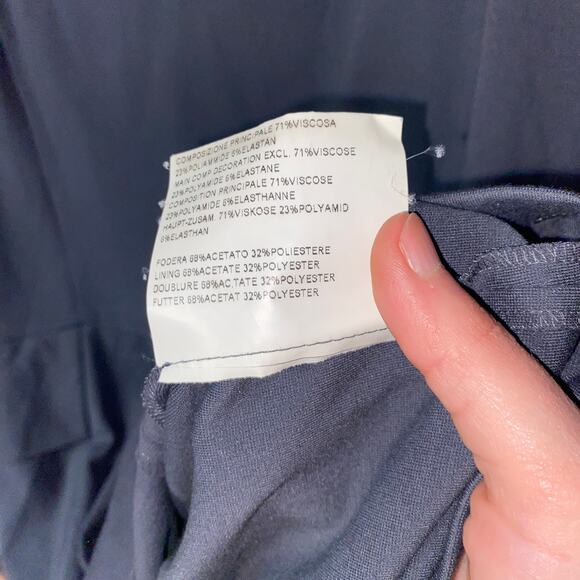 COMPOSIZIONE PRINCIPALE 71%VISCOSA
23%POLIAMMIDE 6%ELASTAN
MAIN COMP DECORATION EXCL. 71%VISCOSE
23%POLYAMIDE 6%ELASTANE
COMPOSITION PRINCIPALE 71%VISCOSE
23%POLYAMIDE 6%ELASTHANNE
HAUPT-ZUSAM. 71%VISKOSE 23%POLYAMID
6%ELASTHAN
FODERA 68%ACETATO 32%POLIESTERE
LINING 68%ACETATE 32%POLYESTER
DOUBLURE 68%AC,TATE 32%POLYESTER
FUTTER 68%ACETAT 32%POLYESTER